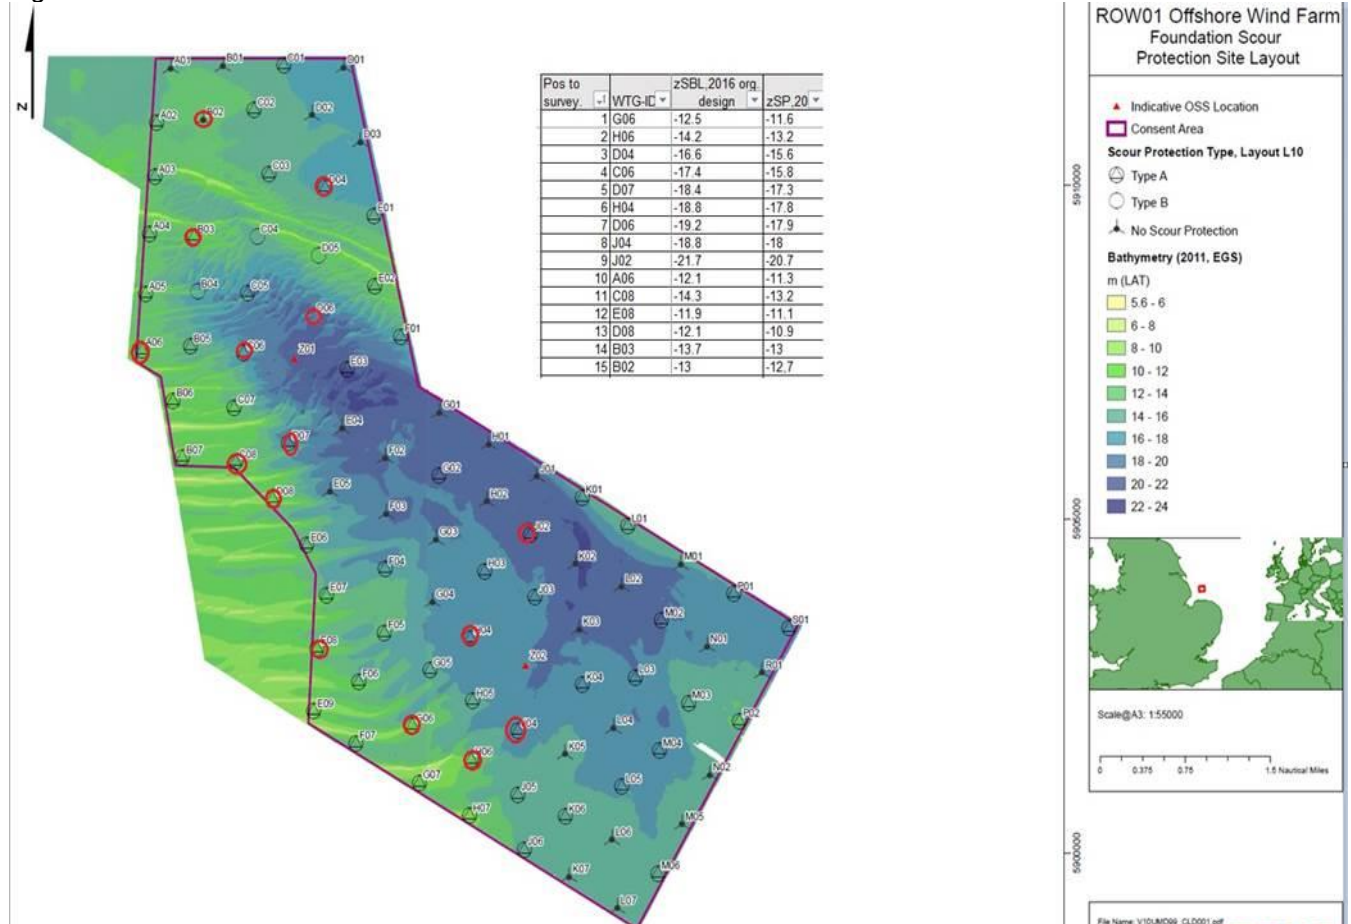 ROW01 Offshore Wind Farm
Foundation Scour
Protection Site Layout
Indicative OSS Location
Consent Area
Scour Protection Type, Layout L10
Type A
Type B
No Scour Protection
Bathymetry (2011, EGS)
m (LAT)
5.6 - 6
6 - 8
8 - 10
10 - 12
12 - 14
14 - 16
16 - 18
18 - 20
20 - 22
22 - 24
Scale@A3: 1:55000
0 0.375 0.75 1.5 Nautical Miles
5910000
5905000
5900000
N
Pos to survey. WTG-ID zSBL,2016 org. design zSP,20
1 G06 -12.5 -11.6
2 H06 -14.2 -13.2
3 D04 -16.6 -15.6
4 C06 -17.4 -15.8
5 D07 -18.4 -17.3
6 H04 -18.8 -17.8
7 D06 -19.2 -17.9
8 J04 -18.8 -18
9 J02 -21.7 -20.7
10 A06 -12.1 -11.3
11 C08 -14.3 -13.2
12 E08 -11.9 -11.1
13 D08 -12.1 -10.9
14 B03 -13.7 -13
15 B02 -13 -12,7
A01 B01 C01 D01
A02 B02 C02 D02
D03
A03 C03 D04
E01
A04 B03 C04
D05
A05 B04 C05 E02
D06
A06 B05 C06 Z01 F01
E03
B06 C07 G01
E04
D07 H01
B07 C08 F02
G02 J01
D08 E05 H02 K01
F03
G03 J02 L01
E06
F04 H03 K02 M01
E07 G04 J03 L02 P01
F05 H04 K03 M02 S01
E08 G05 Z02 N01
F06 H05 K04 L03 R01
E09 G06 J04 L04 M03 P02
F07 H06 K05 M04
G07 J05 L05 N02
H07 K06 M05
J06 L06
K07 M06
L07